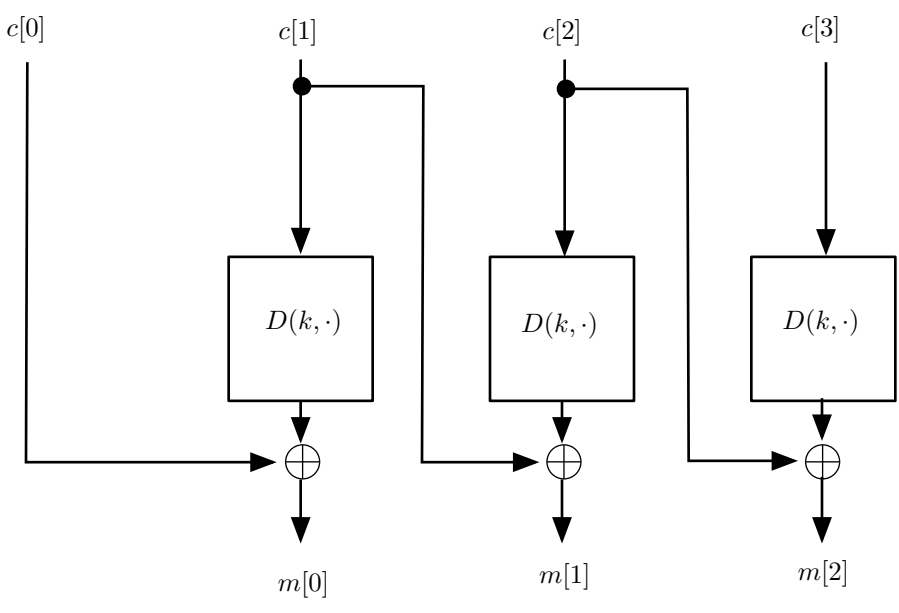 c[0]
c[1]
c[2]
c[3]
D(k, ·)
D(k, ·)
D(k, ·)
m[0]
m[1]
m[2]